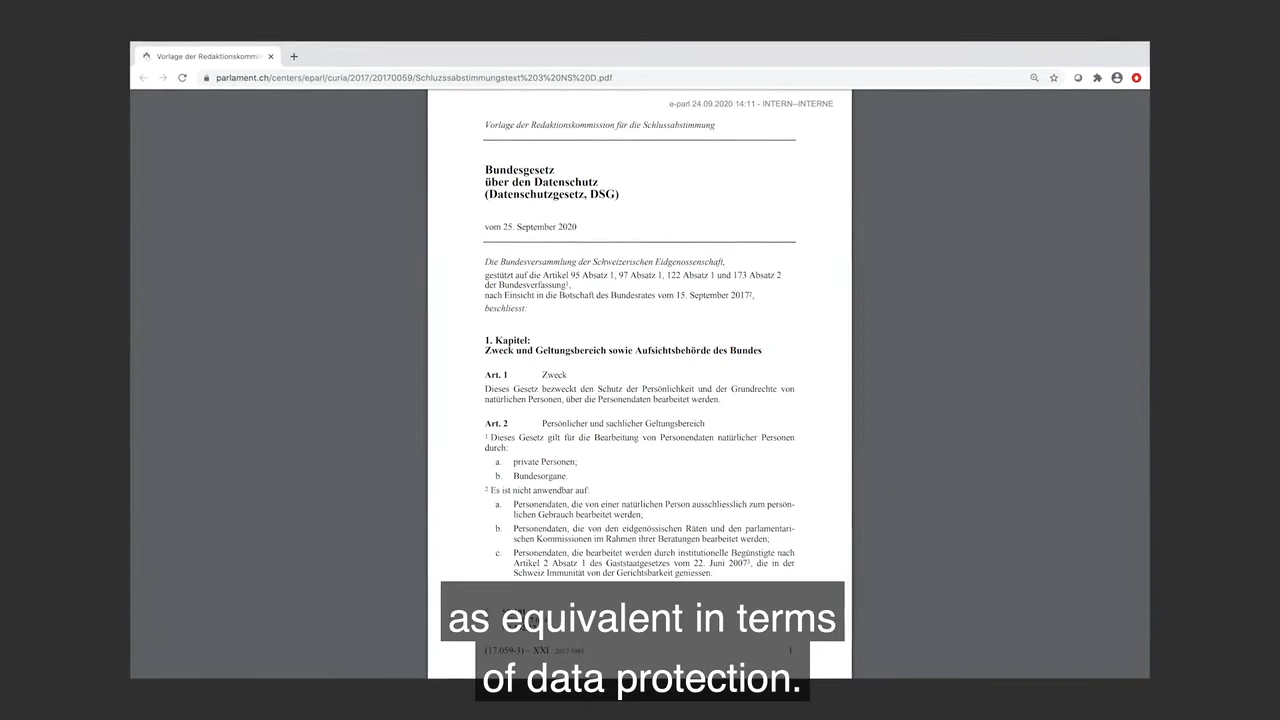 Vorlage der Redaktionskommis
parlament.ch/centers/eparl/curia/2017/20170059/Schluzssabstimmungstext%203%20NS%20D.pdf
e-parl 24.09.2020 14:11 - INTERN--INTERNE
Vorlage der Redaktionskommission für die Schlussabstimmung
Bundesgesetz
über den Datenschutz
(Datenschutzgesetz, DSG)
vom 25. September 2020
Die Bundesversammlung der Schweizerischen Eidgenossenschaft,
gestützt auf die Artikel 95 Absatz 1, 97 Absatz 1, 122 Absatz 1 und 173 Absatz 2
der Bundesverfassung¹,
nach Einsicht in die Botschaft des Bundesrates vom 15. September 2017²,
beschliesst:
1. Kapitel:
Zweck und Geltungsbereich sowie Aufsichtsbehörde des Bundes
Art. 1 Zweck
Dieses Gesetz bezweckt den Schutz der Persönlichkeit und der Grundrechte von
natürlichen Personen, über die Personendaten bearbeitet werden.
Art. 2 Persönlicher und sachlicher Geltungsbereich
¹ Dieses Gesetz gilt für die Bearbeitung von Personendaten natürlicher Personen
durch:
a. private Personen;
b. Bundesorgane.
² Es ist nicht anwendbar auf:
a. Personendaten, die von einer natürlichen Person ausschliesslich zum persön-
lichen Gebrauch bearbeitet werden;
b. Personendaten, die von den eidgenössischen Räten und den parlamentari-
schen Kommissionen im Rahmen ihrer Beratungen bearbeitet werden;
c. Personendaten, die bearbeitet werden durch institutionelle Begünstigte nach
Artikel 2 Absatz 1 des Gaststaatgesetzes vom 22. Juni 2007³, die in der
Schweiz Immunität von der Gerichtsbarkeit geniessen.
as equivalent in terms
(17.059-3) – XXI 1
of data protection.